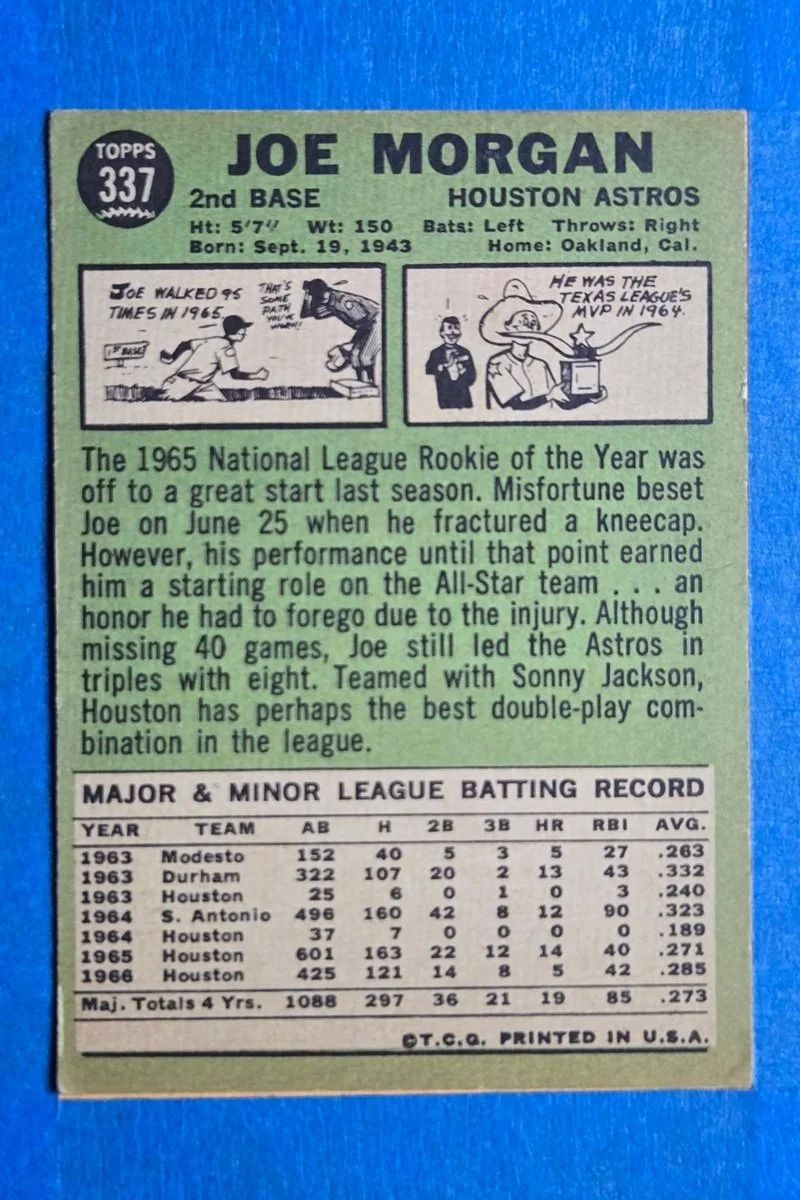 TOPPS
337
JOE MORGAN
2nd BASE HOUSTON ASTROS
Ht: 5'7" Wt: 150 Bats: Left Throws: Right
Born: Sept. 19, 1943 Home: Oakland, Cal.
JOE WALKED 95
TIMES IN 1965.
THAT'S
SOME
PATH
YOU'VE
WORN!!
1ST BASE
HE WAS THE
TEXAS LEAGUE'S
MVP IN 1964.
The 1965 National League Rookie of the Year was
off to a great start last season. Misfortune beset
Joe on June 25 when he fractured a kneecap.
However, his performance until that point earned
him a starting role on the All-Star team . . . an
honor he had to forego due to the injury. Although
missing 40 games, Joe still led the Astros in
triples with eight. Teamed with Sonny Jackson,
Houston has perhaps the best double-play com-
bination in the league.
MAJOR & MINOR LEAGUE BATTING RECORD
YEAR TEAM AB H 2B 3B HR RBI AVG.
1963 Modesto 152 40 5 3 5 27 .263
1963 Durham 322 107 20 2 13 43 .332
1963 Houston 25 6 0 1 0 3 .240
1964 S. Antonio 496 160 42 8 12 90 .323
1964 Houston 37 7 0 0 0 0 .189
1965 Houston 601 163 22 12 14 40 .271
1966 Houston 425 121 14 8 5 42 .285
Maj. Totals 4 Yrs. 1088 297 36 21 19 85 .273
©T.C.G. PRINTED IN U.S.A.